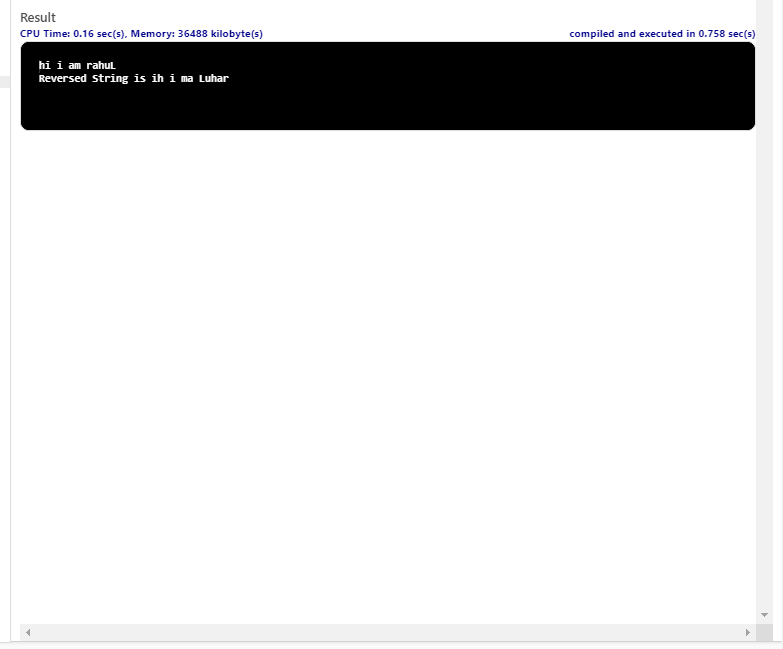 Result
CPU Time: 0.16 sec(s), Memory: 36488 kilobyte(s) compiled and executed in 0.758 sec(s)
hi i am rahuL
Reversed String is ih i ma Luhar